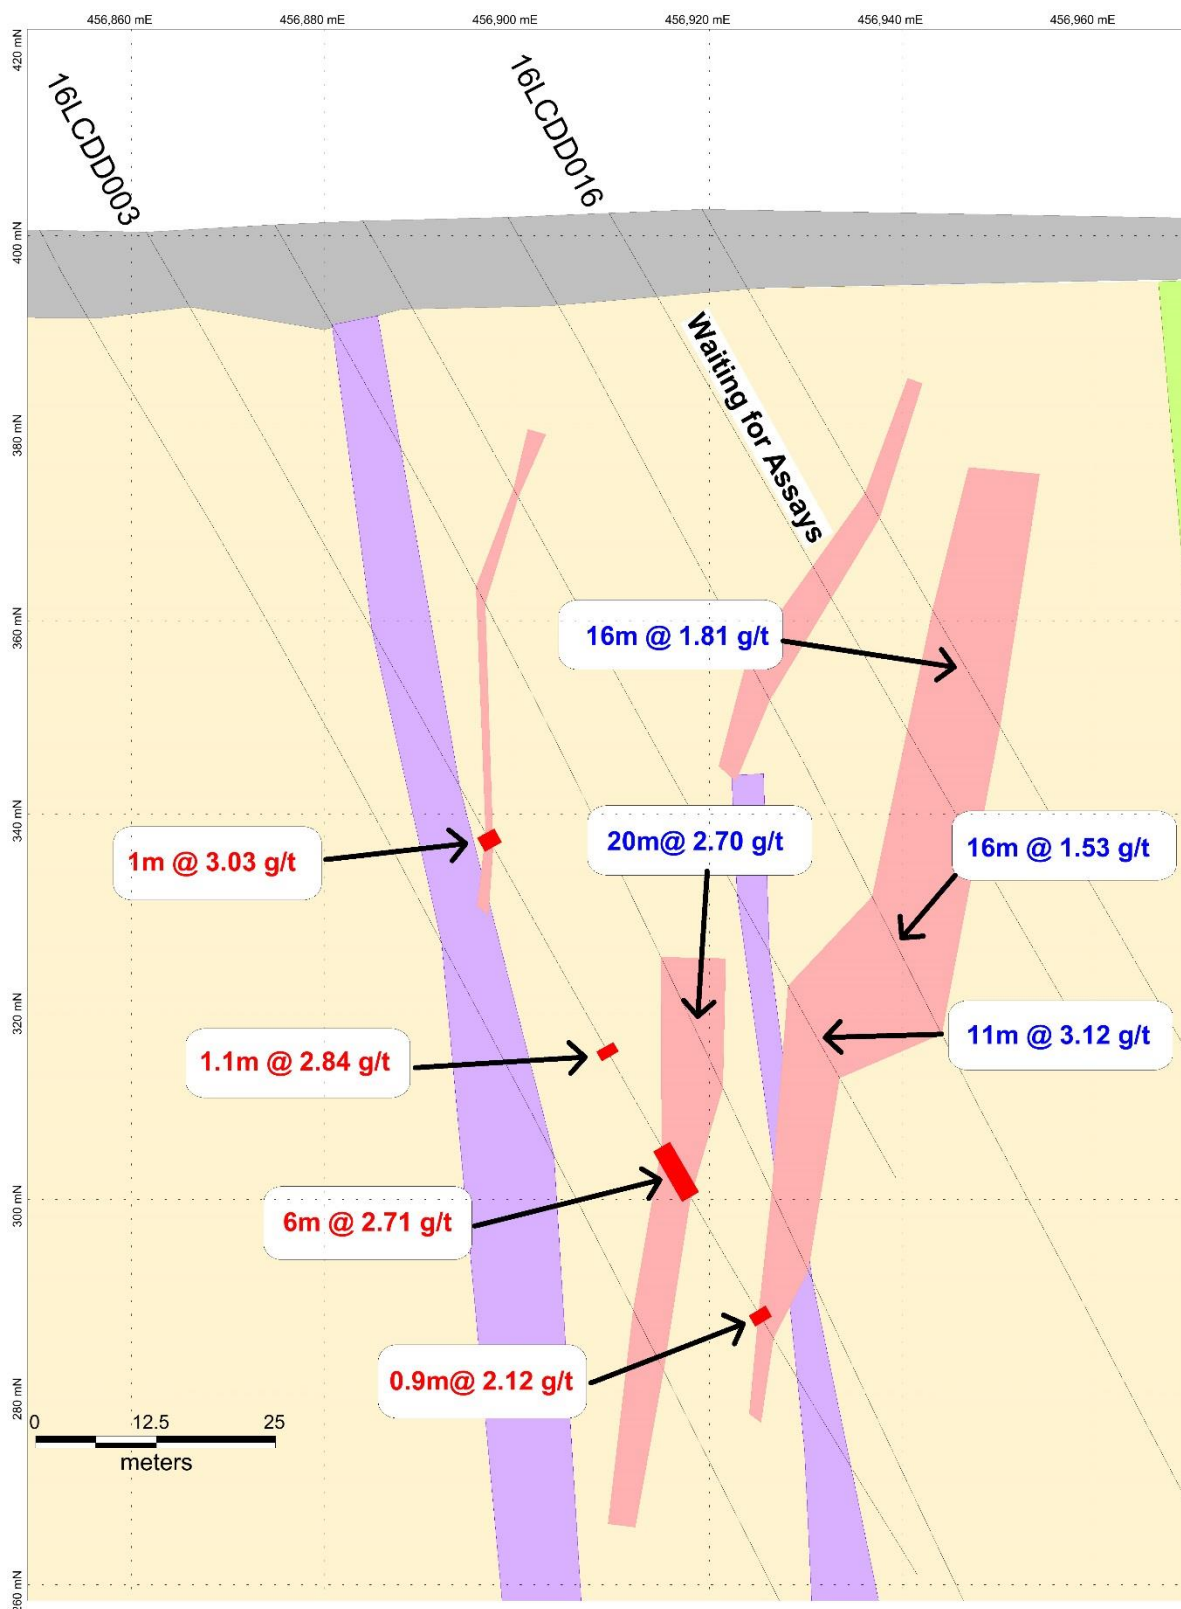 456,860 mE 456,880 mE 456,900 mE 456,920 mE 456,940 mE 456,960 mE
420 mN
16LCDD003
16LCDD016
400 mN
Waiting for Assays
380 mN
360 mN
16m @ 1.81 g/t
340 mN
20m@ 2.70 g/t
16m @ 1.53 g/t
1m @ 3.03 g/t
320 mN
11m @ 3.12 g/t
1.1m @ 2.84 g/t
300 mN
6m @ 2.71 g/t
0.9m@ 2.12 g/t
280 mN
0 12.5 25
meters
260 mN